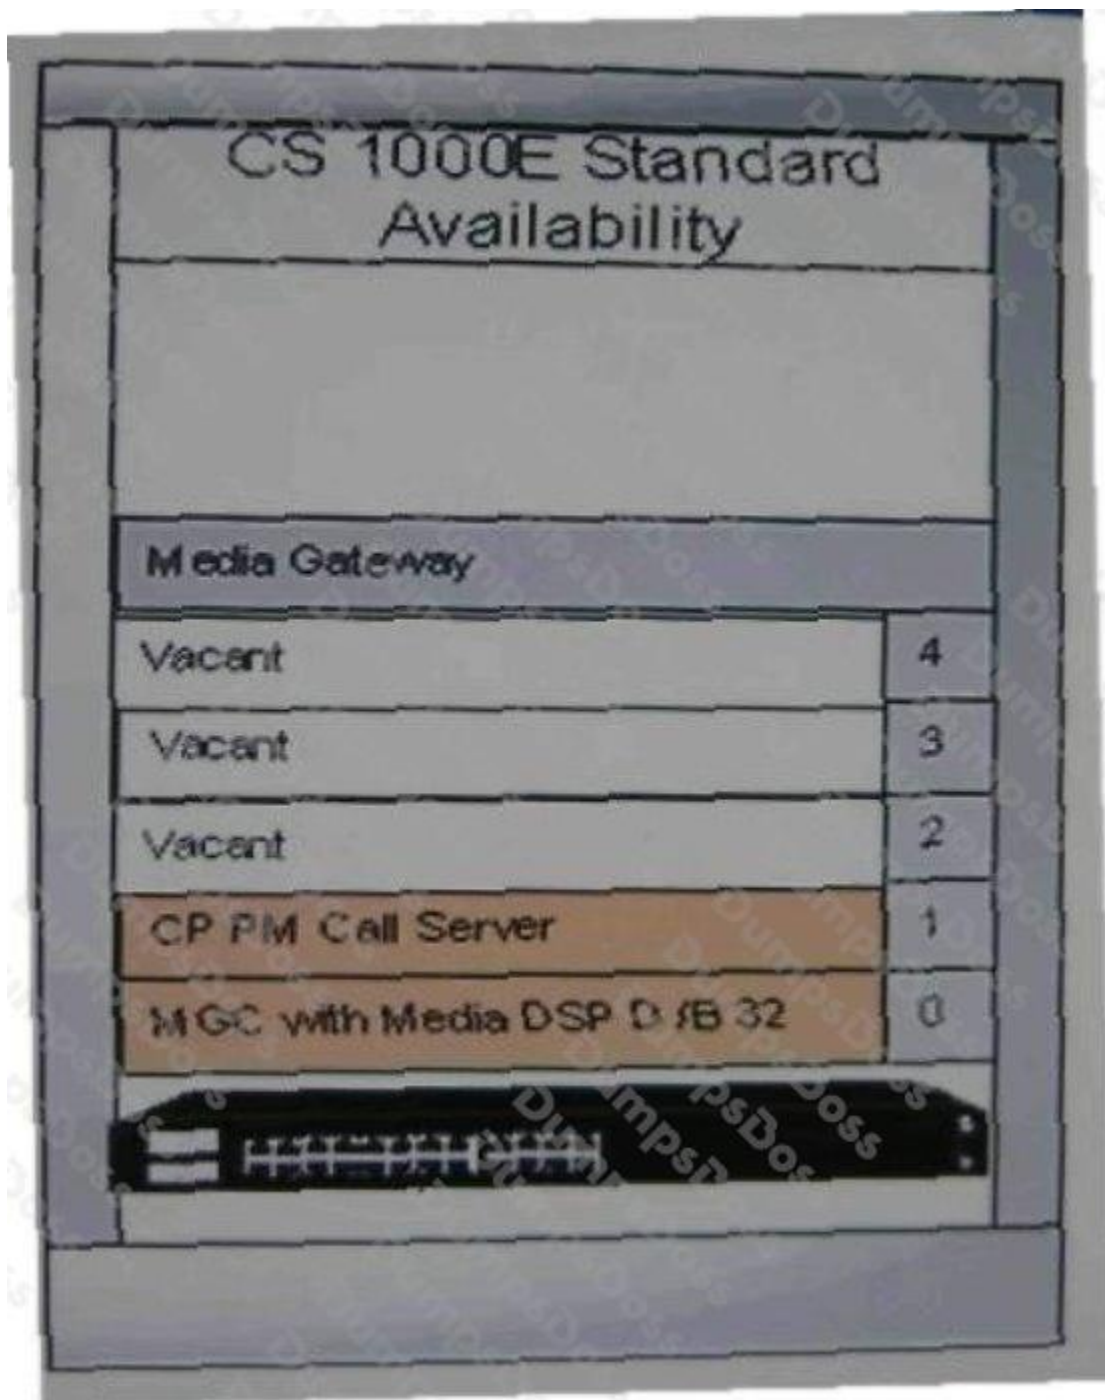 CS 1000E Standard
Availability
Media Gateway
Vacant 4
Vacant 3
Vacant 2
CP PM Call Server 1
MGC with Media DSP D/B 32 0
DumpsDoss